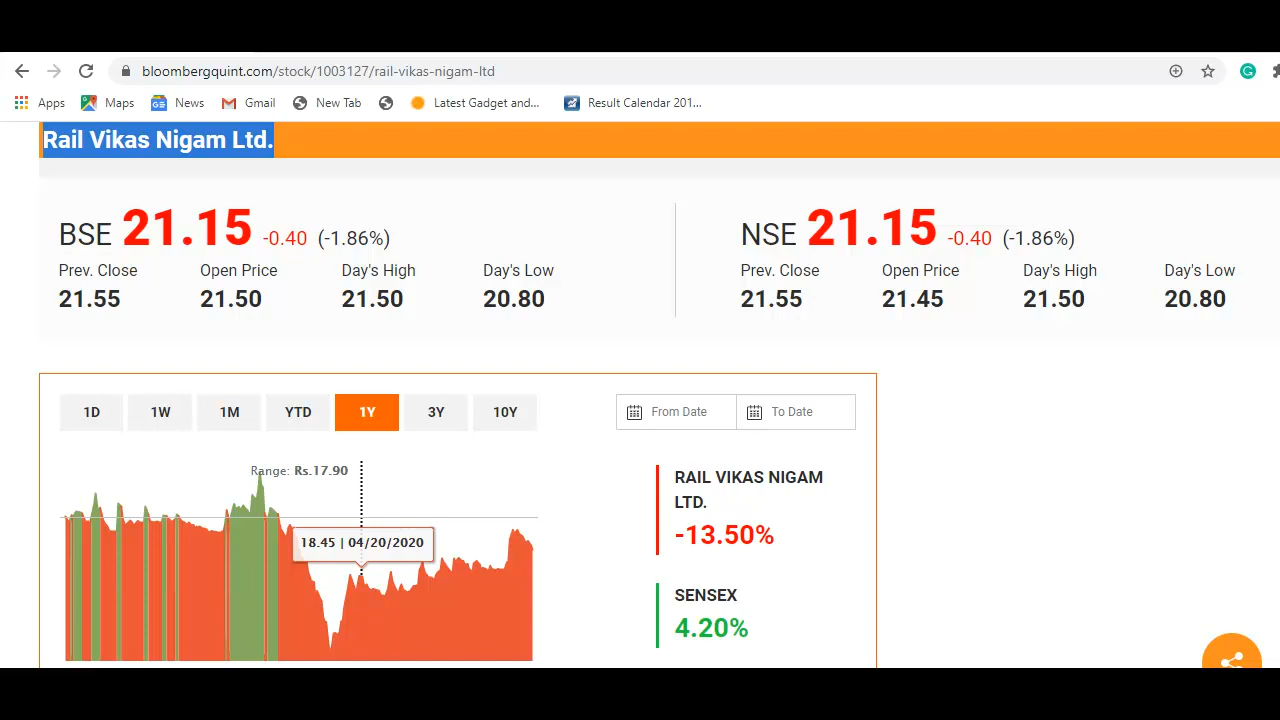 bloombergquint.com/stock/1003127/rail-vikas-nigam-ltd
Apps Maps News Gmail New Tab Latest Gadget and... Result Calendar 201...
Rail Vikas Nigam Ltd.
BSE 21.15 -0.40 (-1.86%)
Prev. Close Open Price Day's High Day's Low
21.55 21.50 21.50 20.80
NSE 21.15 -0.40 (-1.86%)
Prev. Close Open Price Day's High Day's Low
21.55 21.45 21.50 20.80
1D 1W 1M YTD 1Y 3Y 10Y
From Date To Date
Range: Rs.17.90
18.45 | 04/20/2020
RAIL VIKAS NIGAM
LTD.
-13.50%
SENSEX
4.20%